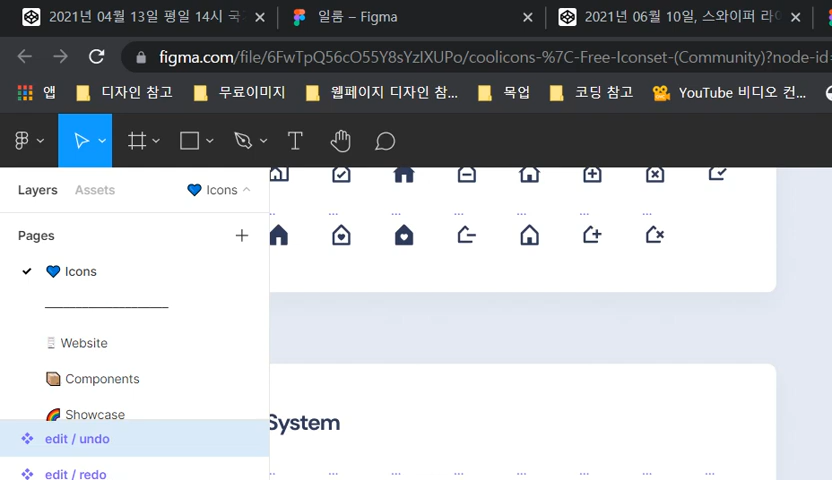 2021년 04월 13일 평일 14시 국
일룸 – Figma
2021년 06월 10일, 스와이퍼 라이
figma.com/file/6FwTpQ56cO55Y8sYzIXUPo/coolicons-%7C-Free-Iconset-(Community)?node-id=
앱
디자인 참고
무료이미지
웹페이지 디자인 참...
목업
코딩 참고
YouTube 비디오 컨...
Layers
Assets
Icons
Pages
Icons
Website
Components
Showcase
edit / undo
edit / redo
System